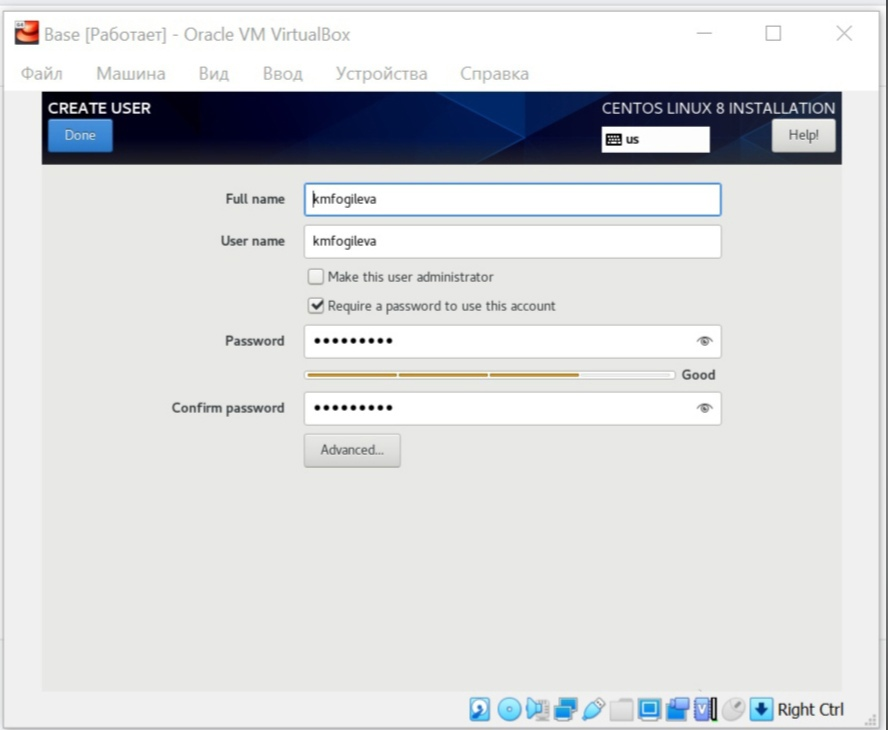 Base [Работает] - Oracle VM VirtualBox
Файл Машина Вид Ввод Устройства Справка
CREATE USER
CENTOS LINUX 8 INSTALLATION
Done
us
Help!
Full name
kmfogileva
User name
kmfogileva
Make this user administrator
Require a password to use this account
Password
•••••••••
Good
Confirm password
•••••••••
Advanced...
Right Ctrl